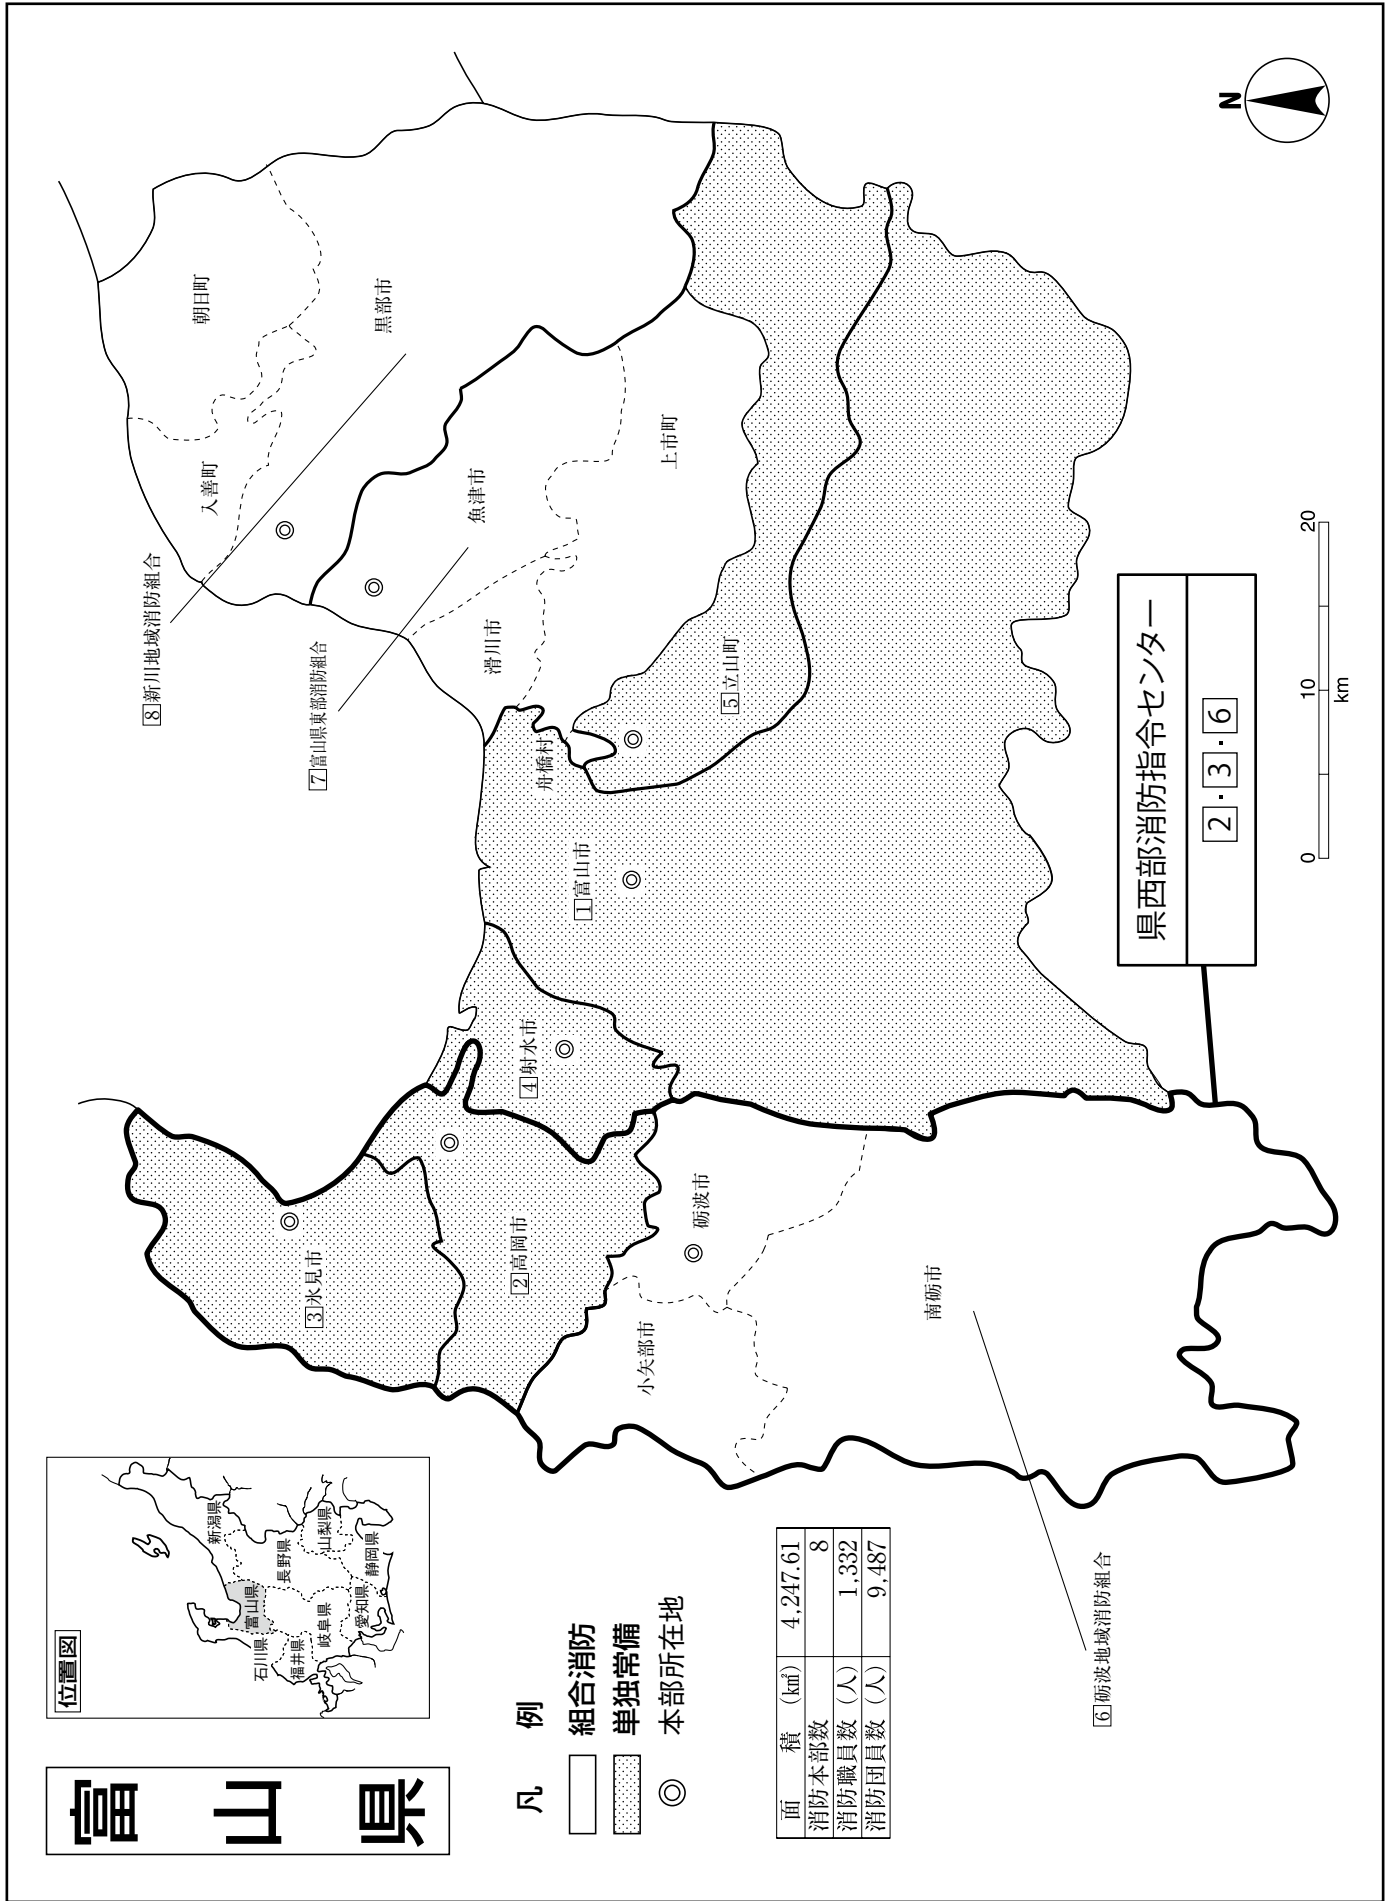 富山県
位置図
新潟県
富山県
石川県
福井県
長野県
岐阜県
山梨県
愛知県
静岡県
凡例
組合消防
単独常備
本部所在地
面積（㎢） 4,247.61
消防本部数 8
消防職員数（人） 1,332
消防団員数（人） 9,487
8新川地域消防組合
朝日町
入善町
黒部市
7富山県東部消防組合
魚津市
滑川市
上市町
舟橋村
5立山町
1富山市
4射水市
3氷見市
2高岡市
砺波市
小矢部市
南砺市
6砺波地域消防組合
県西部消防指令センター
2・3・6
0 10 20
km
N